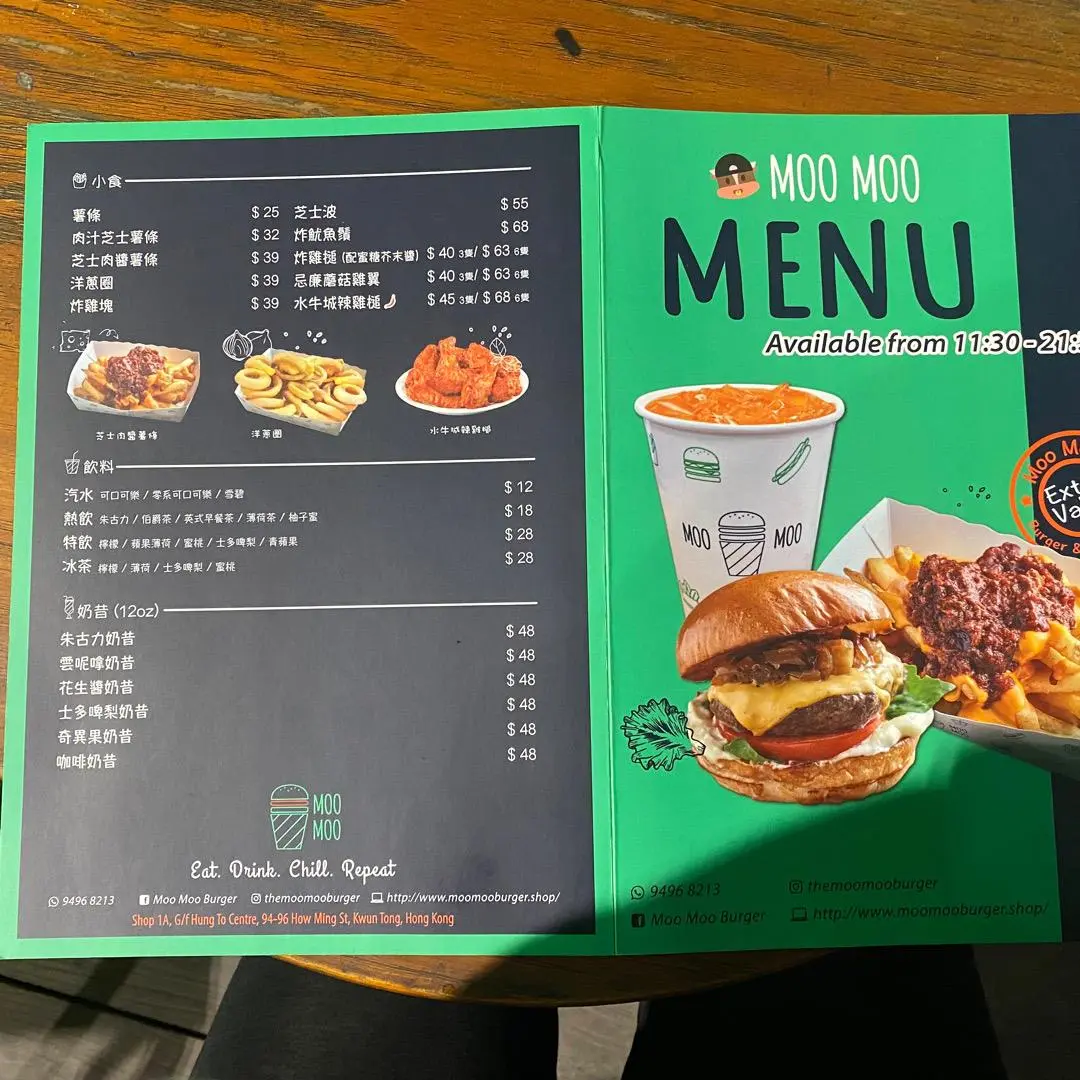 小食
薯條 $ 25
肉汁芝士薯條 $ 32
芝士肉醬薯條 $ 39
洋蔥圈 $ 39
炸雞塊 $ 39
芝士波 $ 55
炸魷魚鬚 $ 68
炸雞槌 (配蜜糖芥末醬) $ 40 3隻/ $ 63 6隻
忌廉蘑菇雞翼 $ 40 3隻/ $ 63 6隻
水牛城辣雞槌 $ 45 3隻/ $ 68 6隻
芝士肉醬薯條
洋蔥圈
水牛城辣雞槌
飲料
汽水 可口可樂 / 零系可口可樂 / 雪碧 $ 12
熱飲 朱古力 / 伯爵茶 / 英式早餐茶 / 薄荷茶 / 柚子蜜 $ 18
特飲 檸檬 / 蘋果薄荷 / 蜜桃 / 士多啤梨 / 青蘋果 $ 28
冰茶 檸檬 / 薄荷 / 士多啤梨 / 蜜桃 $ 28
奶昔 (12oz)
朱古力奶昔 $ 48
雲呢嗱奶昔 $ 48
花生醬奶昔 $ 48
士多啤梨奶昔 $ 48
奇異果奶昔 $ 48
咖啡奶昔 $ 48
MOO
MOO
Eat. Drink. Chill. Repeat
9496 8213 Moo Moo Burger themoomooburger http://www.moomooburger.shop/
Shop 1A, G/f Hung To Centre, 94-96 How Ming St, Kwun Tong, Hong Kong
MOO MOO
MENU
Available from 11:30 - 21:
MOO MOO
Moo
Burger &
9496 8213 themoomooburger
Moo Moo Burger http://www.moomooburger.shop/